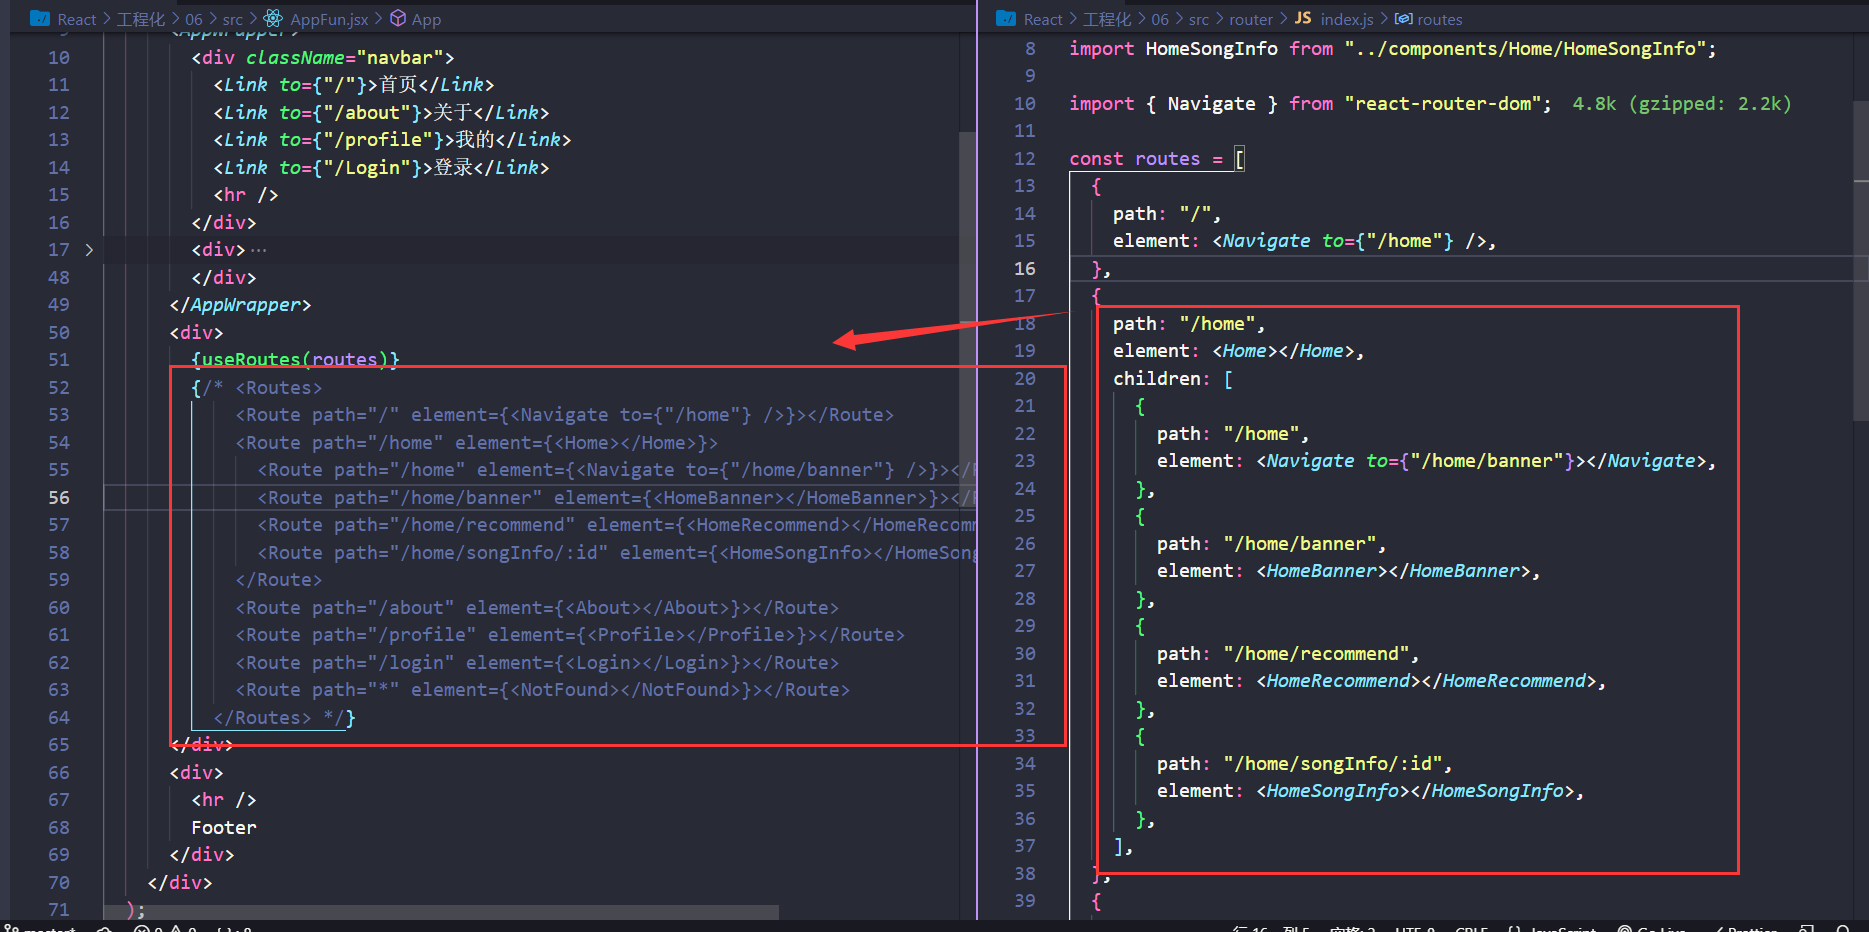 React > 工程化 > 06 > src > AppFun.jsx > App
10 <div className="navbar">
11 <Link to={"/"}>首页</Link>
12 <Link to={"/about"}>关于</Link>
13 <Link to={"/profile"}>我的</Link>
14 <Link to={"/Login"}>登录</Link>
15 <hr />
16 </div>
17 <div>···
48 </div>
49 </AppWrapper>
50 <div>
51 {useRoutes(routes)}
52 {/* <Routes>
53 <Route path="/" element={<Navigate to={"/home"} />}></Route>
54 <Route path="/home" element={<Home></Home>}>
55 <Route path="/home" element={<Navigate to={"/home/banner"} />}></
56 <Route path="/home/banner" element={<HomeBanner></HomeBanner>}></
57 <Route path="/home/recommend" element={<HomeRecommend></HomeRecom
58 <Route path="/home/songInfo/:id" element={<HomeSongInfo></HomeSong
59 </Route>
60 <Route path="/about" element={<About></About>}></Route>
61 <Route path="/profile" element={<Profile></Profile>}></Route>
62 <Route path="/login" element={<Login></Login>}></Route>
63 <Route path="*" element={<NotFound></NotFound>}></Route>
64 </Routes> */}
65 </div>
66 <div>
67 <hr />
68 Footer
69 </div>
70 </div>
71 );
React > 工程化 > 06 > src > router > JS index.js > routes
8 import HomeSongInfo from "../components/Home/HomeSongInfo";
9
10 import { Navigate } from "react-router-dom"; 4.8k (gzipped: 2.2k)
11
12 const routes = [
13 {
14 path: "/",
15 element: <Navigate to={"/home"} />,
16 },
17 {
18 path: "/home",
19 element: <Home></Home>,
20 children: [
21 {
22 path: "/home",
23 element: <Navigate to={"/home/banner"}></Navigate>,
24 },
25 {
26 path: "/home/banner",
27 element: <HomeBanner></HomeBanner>,
28 },
29 {
30 path: "/home/recommend",
31 element: <HomeRecommend></HomeRecommend>,
32 },
33 {
34 path: "/home/songInfo/:id",
35 element: <HomeSongInfo></HomeSongInfo>,
36 },
37 ],
38 },
39 {